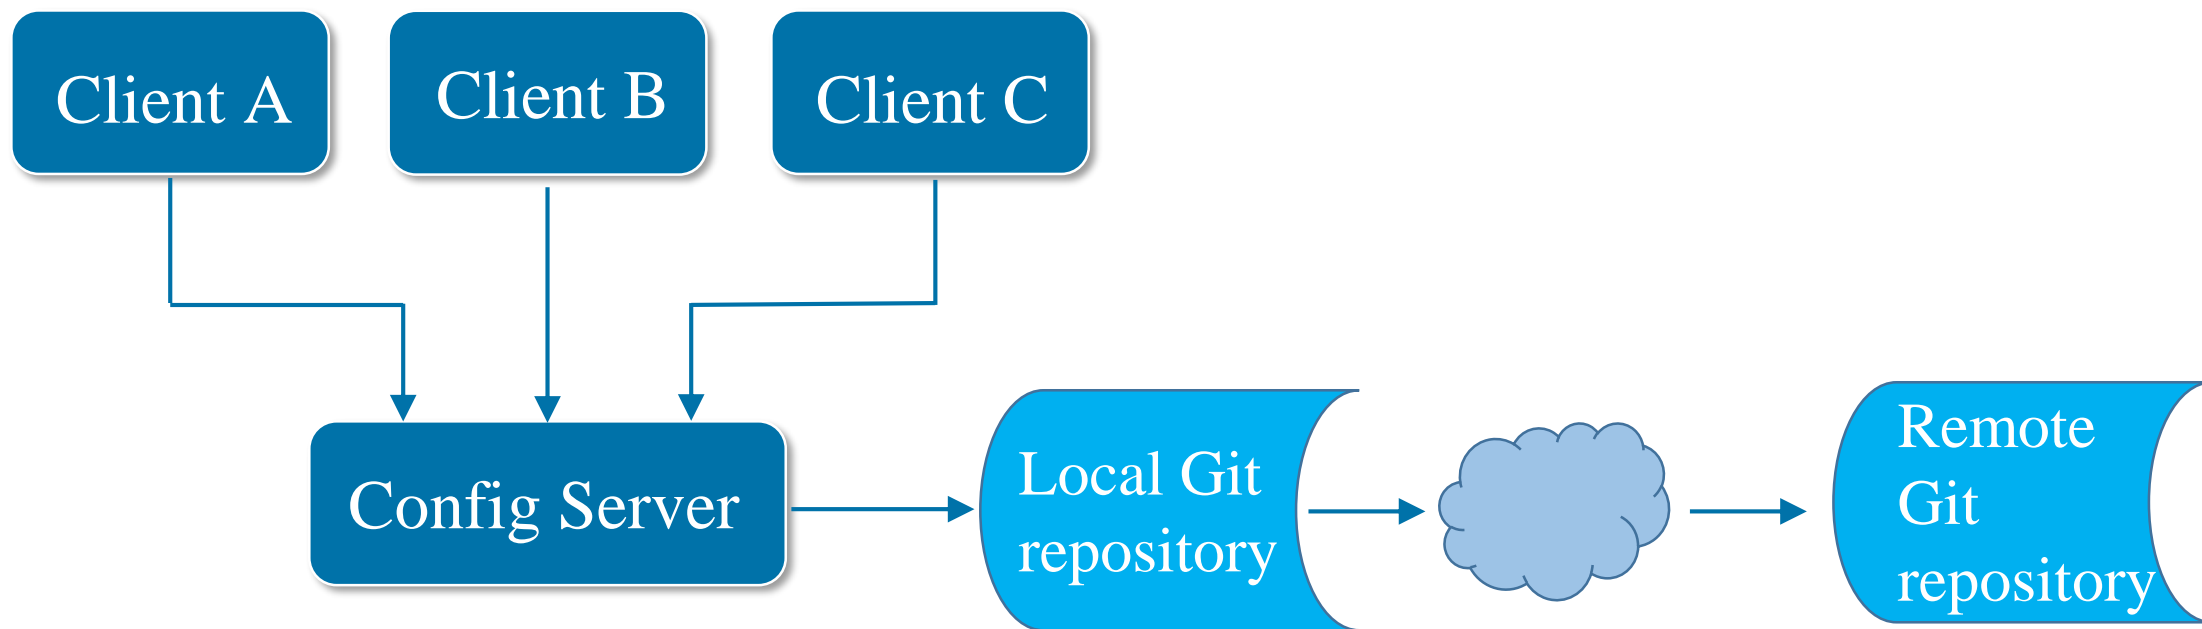 Client A
Client B
Client C
Config Server
Local Git
repository
Remote
Git
repository